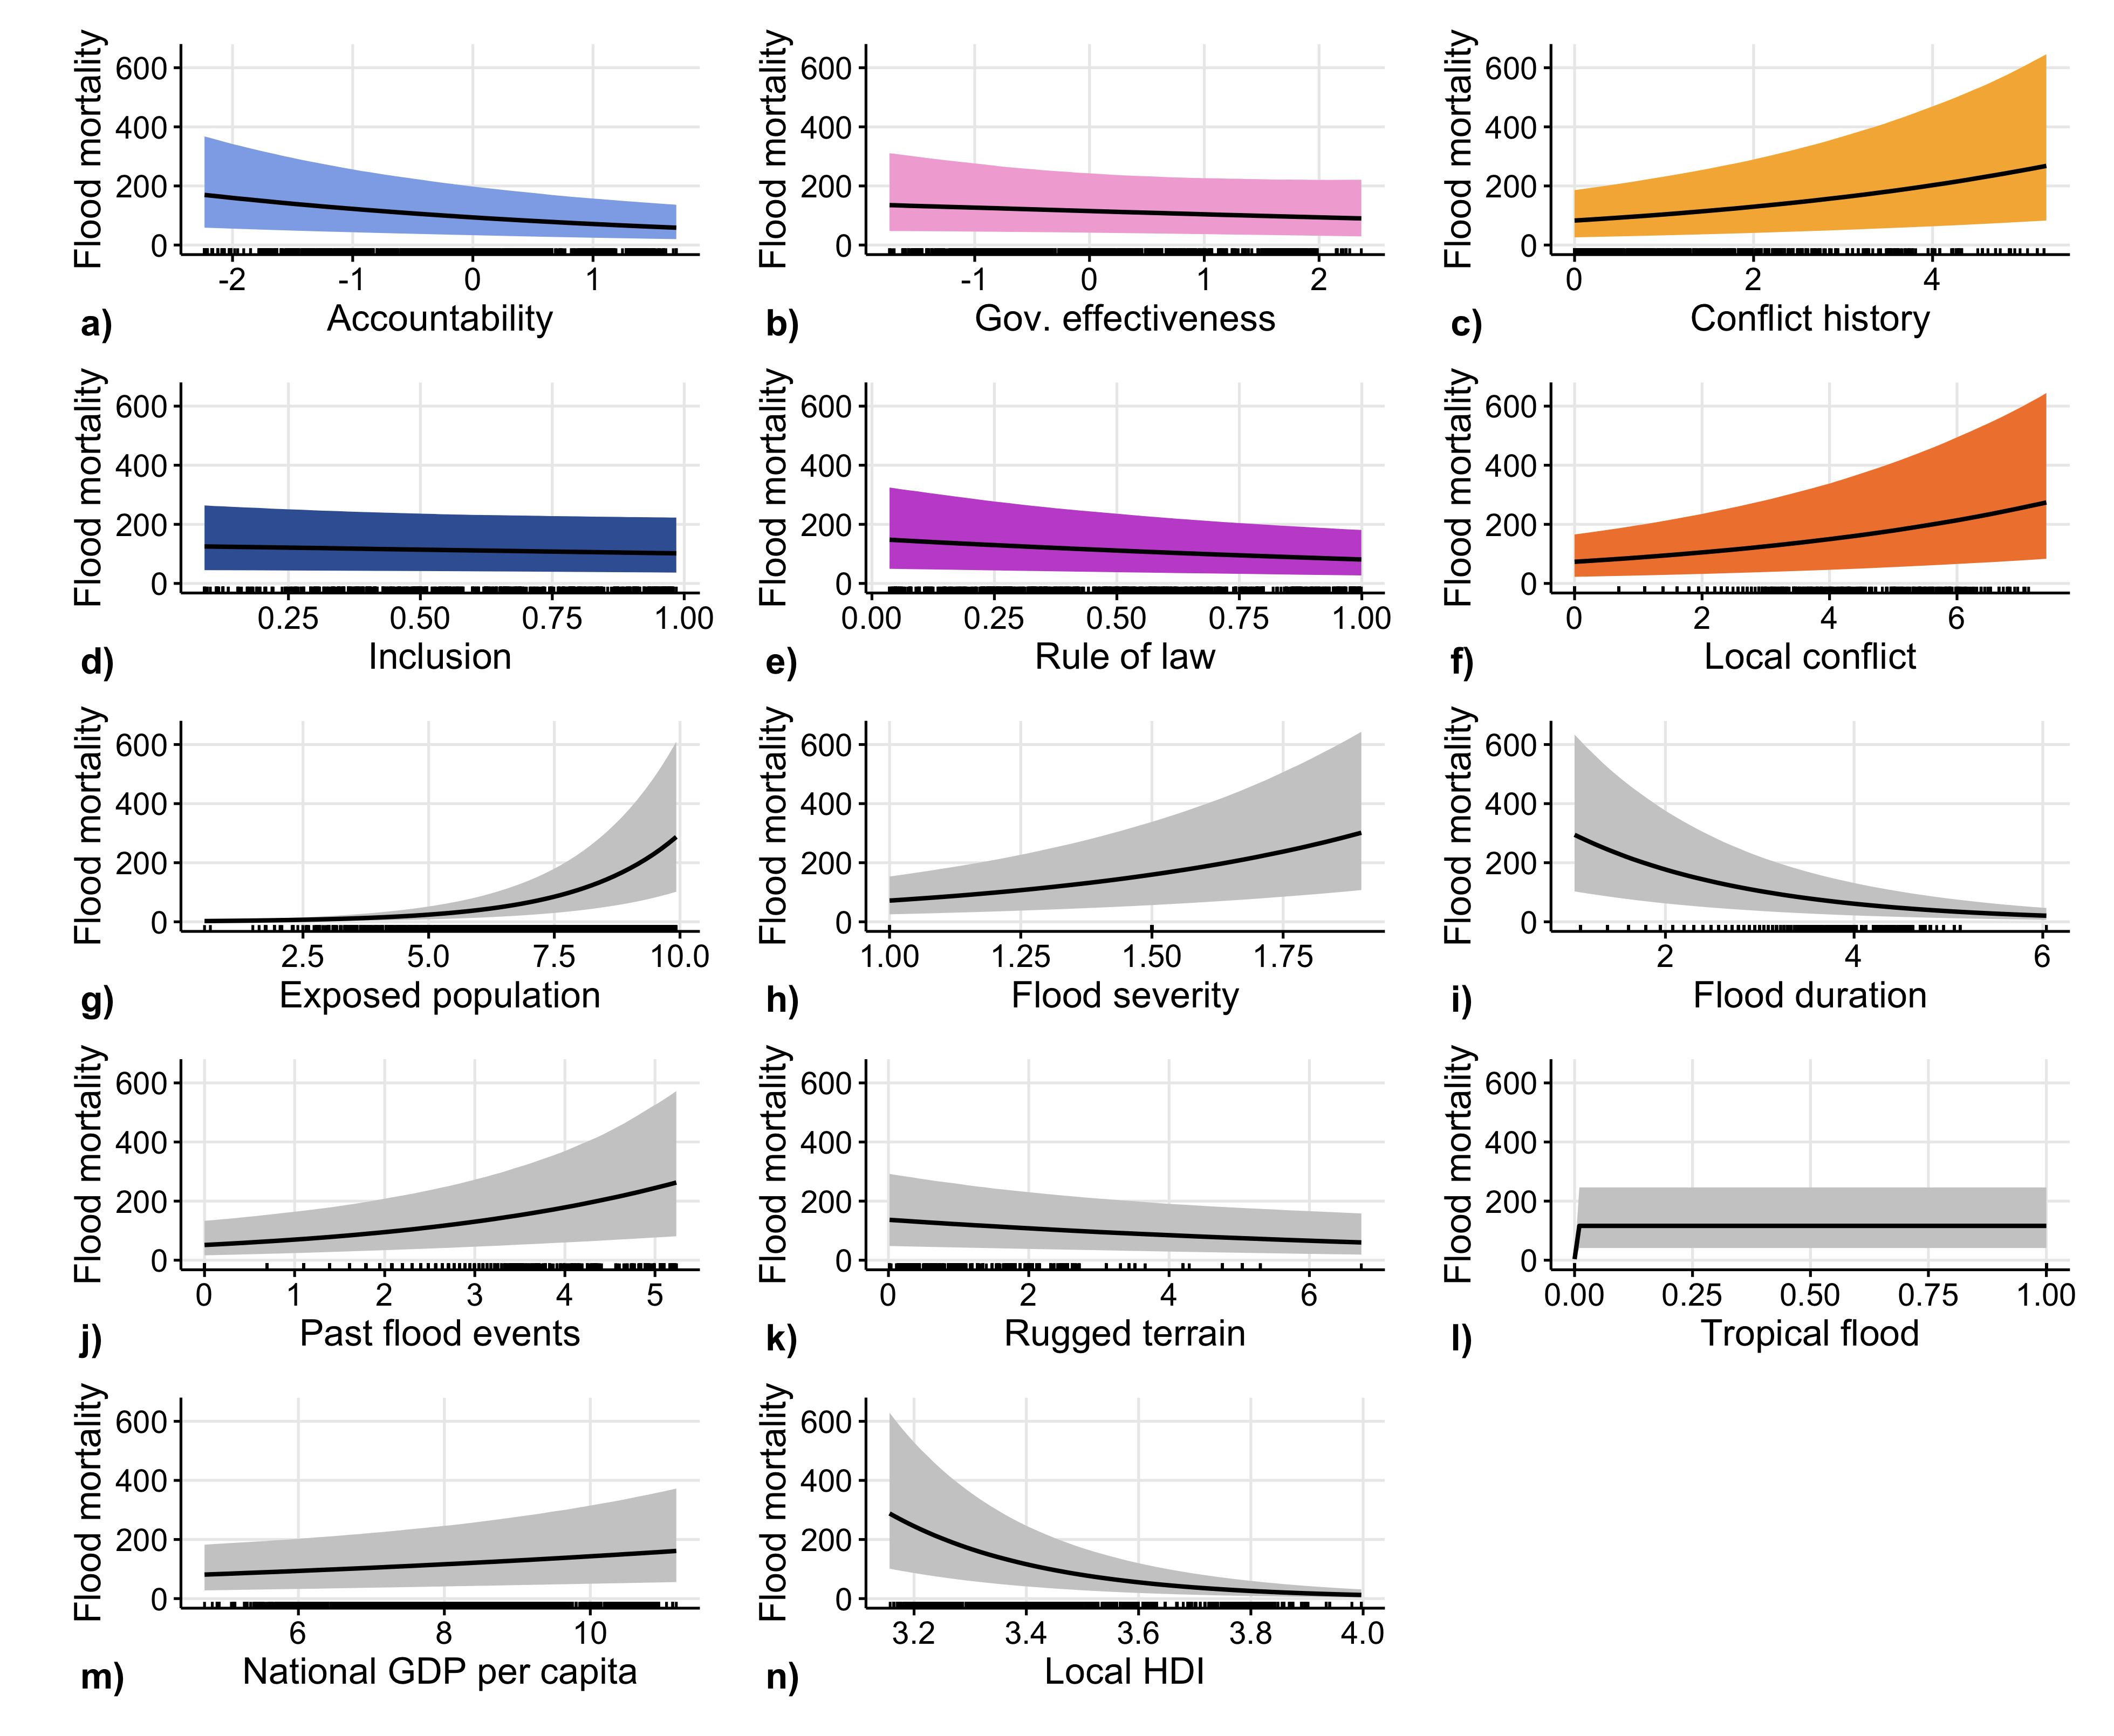 Flood mortality
600
400
200
0
-2 -1 0 1
a) Accountability
Flood mortality
600
400
200
0
-1 0 1 2
b) Gov. effectiveness
Flood mortality
600
400
200
0
0 2 4
c) Conflict history
Flood mortality
600
400
200
0
0.25 0.50 0.75 1.00
d) Inclusion
Flood mortality
600
400
200
0
0.00 0.25 0.50 0.75 1.00
e) Rule of law
Flood mortality
600
400
200
0
0 2 4 6
f) Local conflict
Flood mortality
600
400
200
0
2.5 5.0 7.5 10.0
g) Exposed population
Flood mortality
600
400
200
0
1.00 1.25 1.50 1.75
h) Flood severity
Flood mortality
600
400
200
0
2 4 6
i) Flood duration
Flood mortality
600
400
200
0
0 1 2 3 4 5
j) Past flood events
Flood mortality
600
400
200
0
0 2 4 6
k) Rugged terrain
Flood mortality
600
400
200
0
0.00 0.25 0.50 0.75 1.00
l) Tropical flood
Flood mortality
600
400
200
0
6 8 10
m) National GDP per capita
Flood mortality
600
400
200
0
3.2 3.4 3.6 3.8 4.0
n) Local HDI